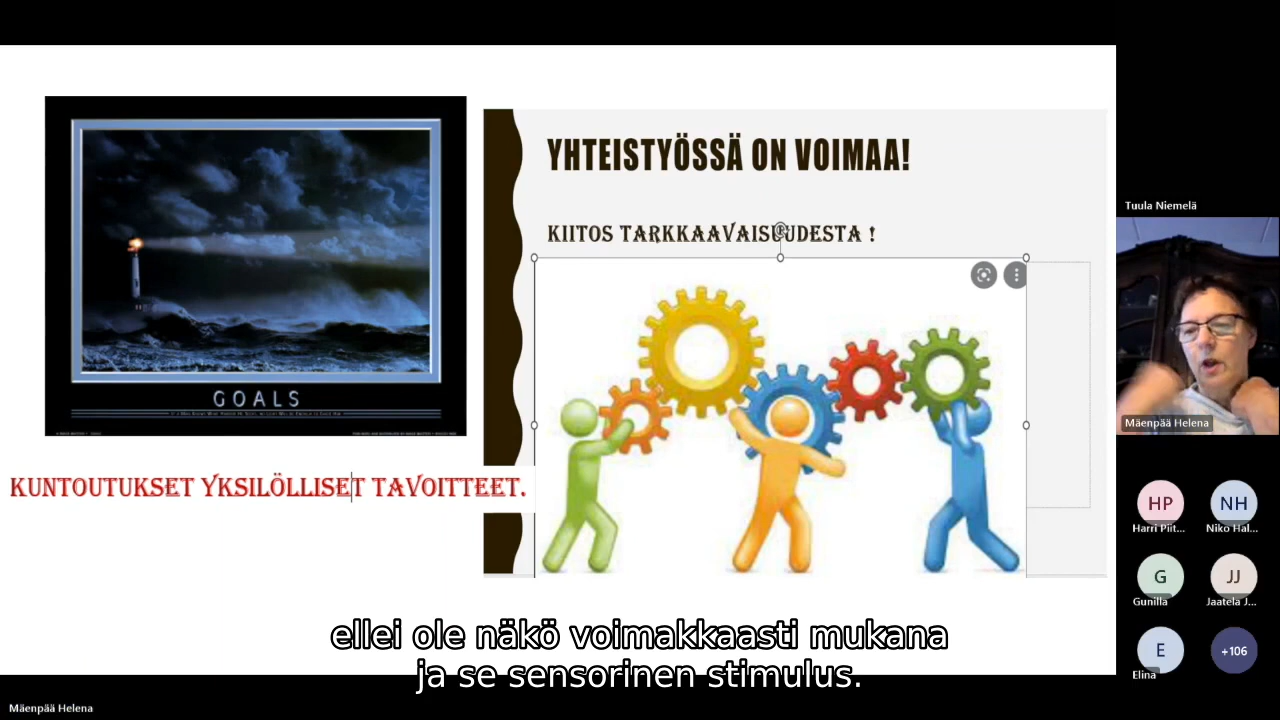 YHTEISTYÖSSÄ ON VOIMAA!
KIITOS TARKKAAVAISUUDESTA !
GOALS
KUNTOUTUKSET YKSILÖLLISET TAVOITTEET.
ellei ole näkö voimakkaasti mukana
ja se sensorinen stimulus.
Tuula Niemelä
Mäenpää Helena
HP
NH
Harri Piit...
Niko Hal...
G
JJ
Gunilla
Jaatela J...
E
+106
Elina
Mäenpää Helena